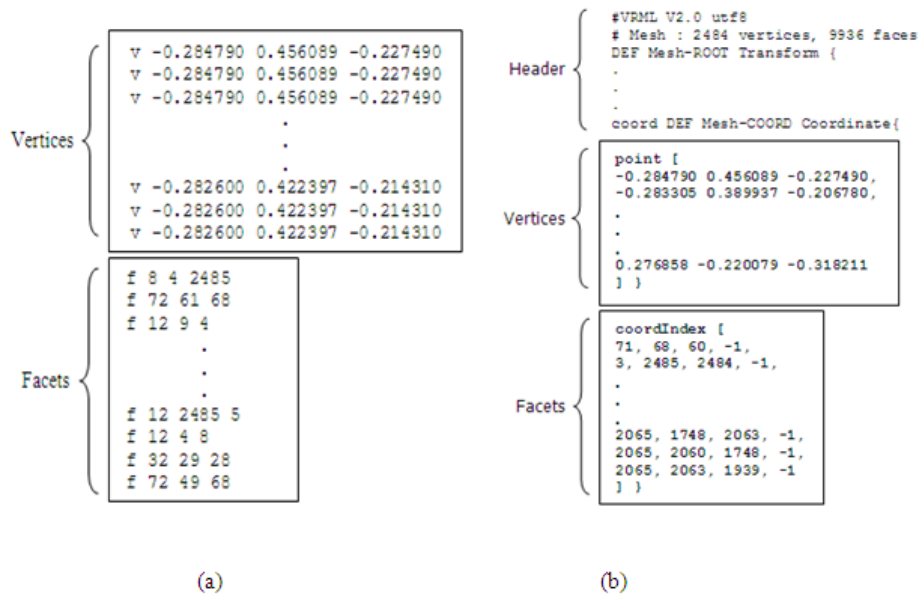 Vertices
v -0.284790 0.456089 -0.227490
v -0.284790 0.456089 -0.227490
v -0.284790 0.456089 -0.227490
.
.
.
v -0.282600 0.422397 -0.214310
v -0.282600 0.422397 -0.214310
v -0.282600 0.422397 -0.214310
Facets
f 8 4 2485
f 72 61 68
f 12 9 4
.
.
.
f 12 2485 5
f 12 4 8
f 32 29 28
f 72 49 68
(a)
Header
#VRML V2.0 utf8
# Mesh : 2484 vertices, 9936 faces
DEF Mesh-ROOT Transform {
.
.
.
coord DEF Mesh-COORD Coordinate{
Vertices
point [
-0.284790 0.456089 -0.227490,
-0.283305 0.389937 -0.206780,
.
.
.
0.276858 -0.220079 -0.318211
] }
Facets
coordIndex [
71, 68, 60, -1,
3, 2485, 2484, -1,
.
.
.
2065, 1748, 2063, -1,
2065, 2060, 1748, -1,
2065, 2063, 1939, -1
] }
(b)